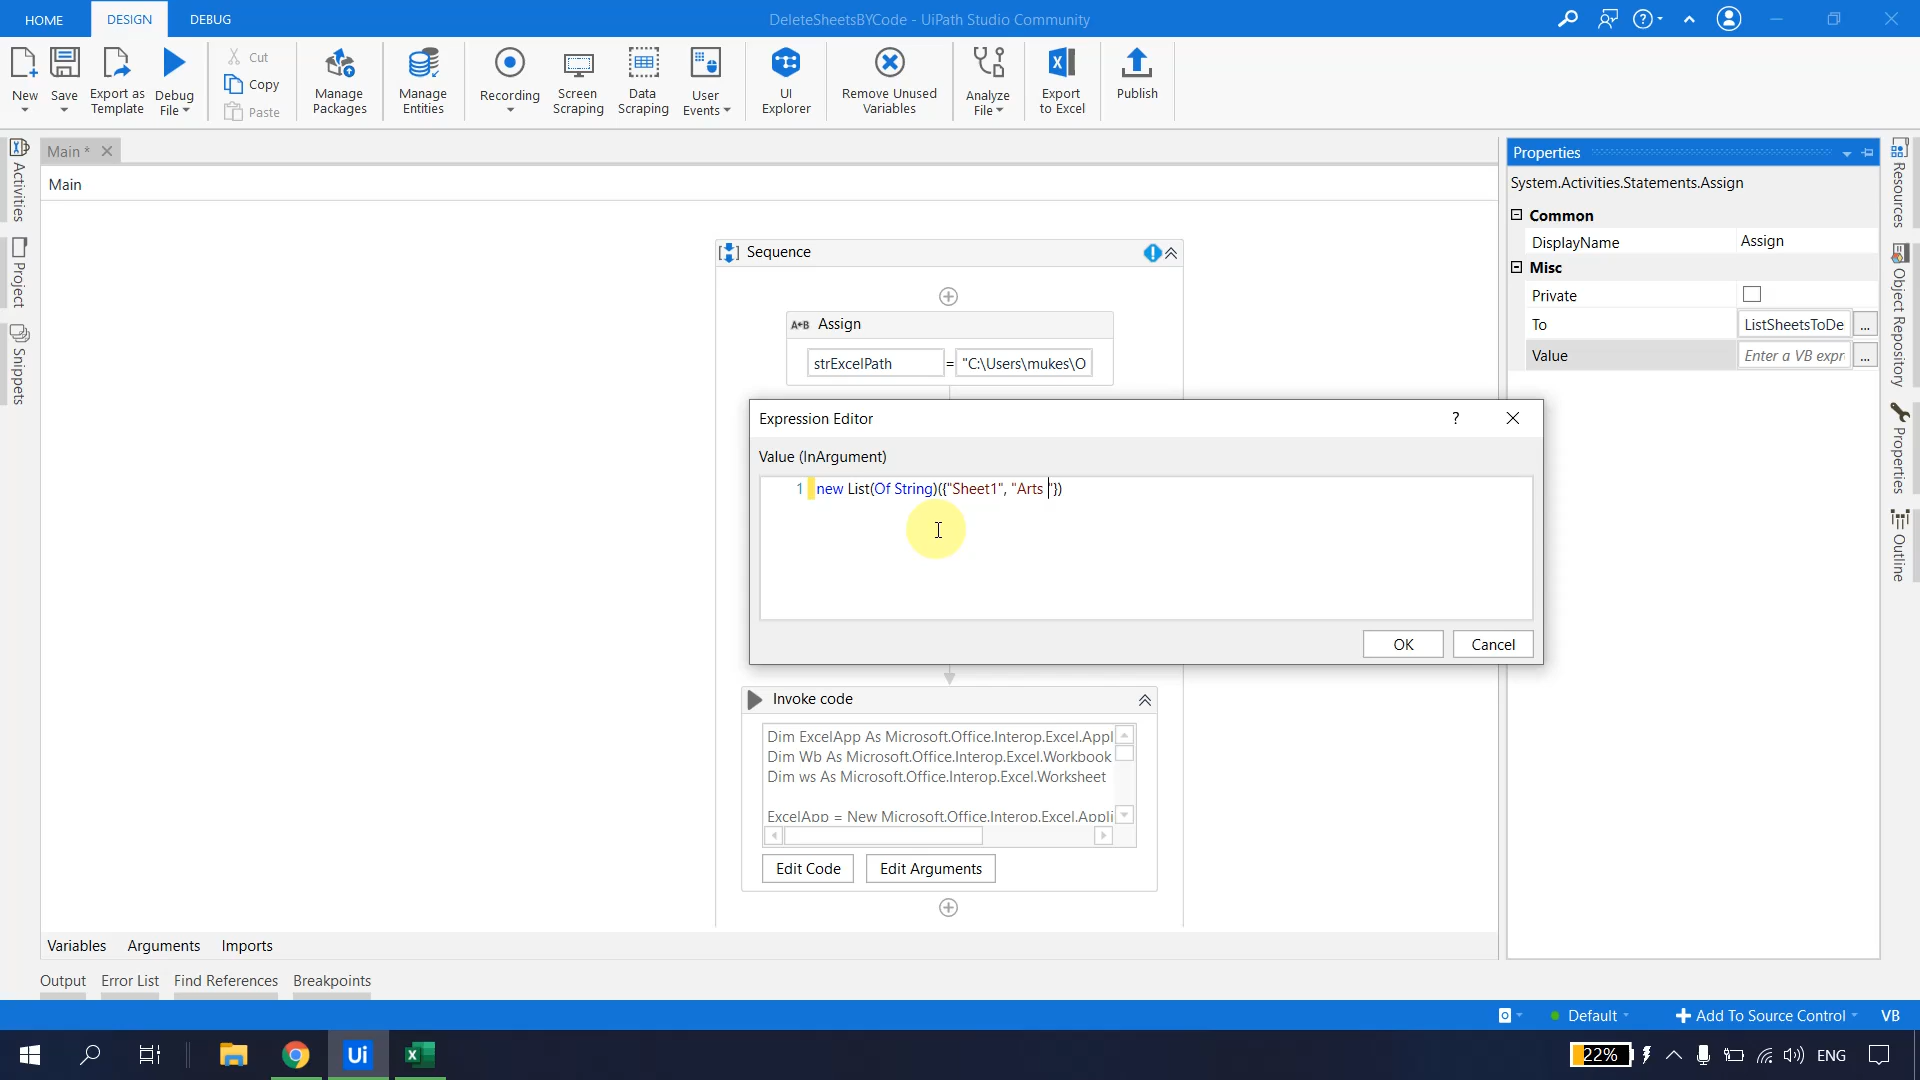 HOME
DESIGN
DEBUG
DeleteSheetsBYCode - UiPath Studio Community
New
Save
Export as
Template
Debug
File
Cut
Copy
Paste
Manage
Packages
Manage
Entities
Recording
Screen
Scraping
Data
Scraping
User
Events
UI
Explorer
Remove Unused
Variables
Analyze
File
Export
to Excel
Publish
Activities
Project
Snippets
Main *
Main
Sequence
A+B Assign
strExcelPath = "C:\Users\mukes\O
Expression Editor
?
Value (InArgument)
1 new List(Of String)({"Sheet1", "Arts "})
OK
Cancel
Invoke code
Dim ExcelApp As Microsoft.Office.Interop.Excel.Appl
Dim Wb As Microsoft.Office.Interop.Excel.Workbook
Dim ws As Microsoft.Office.Interop.Excel.Worksheet
ExcelApp = New Microsoft.Office.Interop.Excel.Appli
Edit Code
Edit Arguments
Properties
System.Activities.Statements.Assign
Common
DisplayName Assign
Misc
Private
To ListSheetsToDe ...
Value Enter a VB expr ...
Resources
Object Repository
Properties
Outline
Variables Arguments Imports
Output Error List Find References Breakpoints
Default
Add To Source Control
VB
Ui
22%
ENG